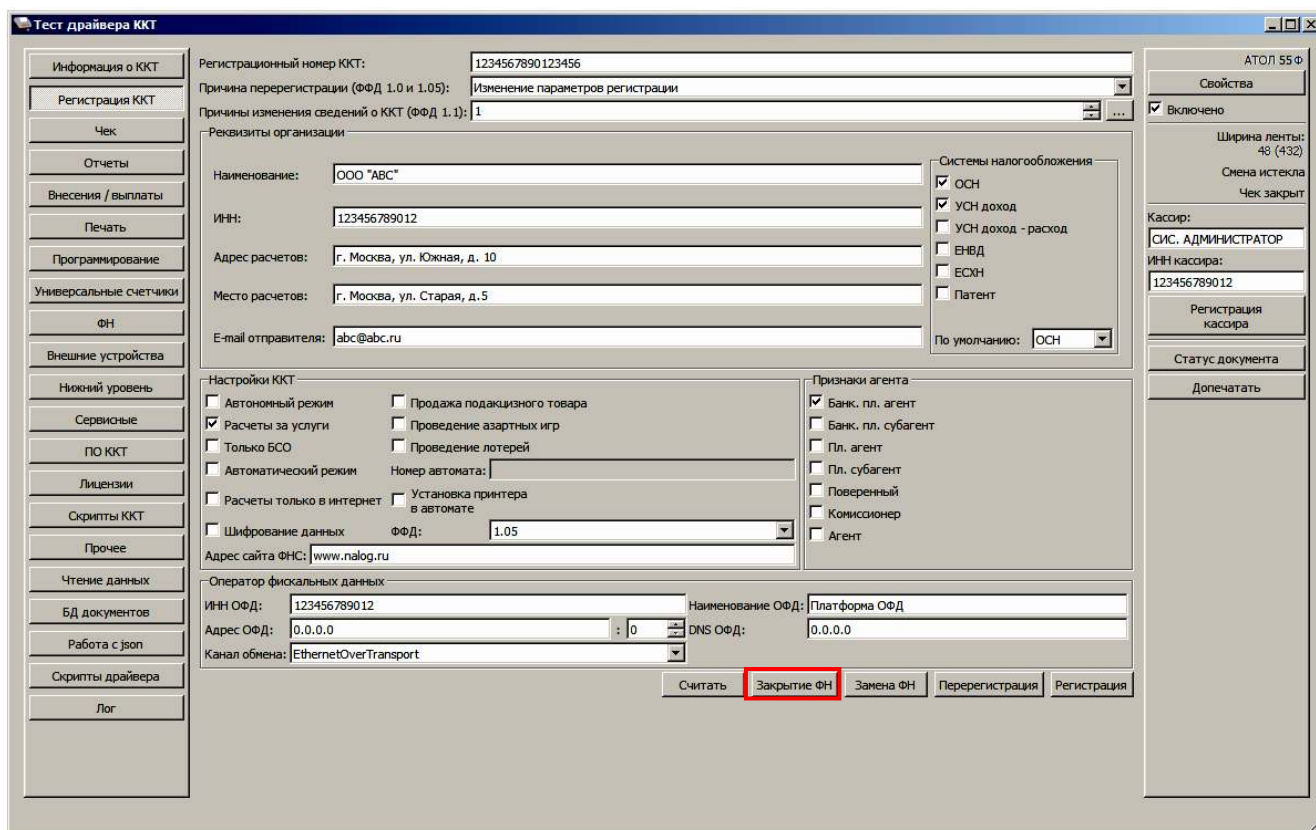 Тест драйвера ККТ
Информация о ККТ
Регистрация ККТ
Чек
Отчеты
Внесения / выплаты
Печать
Программирование
Универсальные счетчики
ФН
Внешние устройства
Нижний уровень
Сервисные
ПО ККТ
Лицензии
Скрипты ККТ
Прочее
Чтение данных
БД документов
Работа с json
Скрипты драйвера
Лог
Регистрационный номер ККТ: 1234567890123456
Причина перерегистрации (ФФД 1.0 и 1.05): Изменение параметров регистрации
Причины изменения сведений о ККТ (ФФД 1.1): 1 ...
Реквизиты организации
Наименование: ООО "АВС"
ИНН: 123456789012
Адрес расчетов: г. Москва, ул. Южная, д. 10
Место расчетов: г. Москва, ул. Старая, д.5
E-mail отправителя: abc@abc.ru
Системы налогообложения
ОСН
УСН доход
УСН доход - расход
ЕНВД
ЕСХН
Патент
По умолчанию: ОСН
Настройки ККТ
Автономный режим Продажа подакцизного товара
Расчеты за услуги Проведение азартных игр
Только БСО Проведение лотерей
Автоматический режим Номер автомата:
Расчеты только в интернет Установка принтера
в автомате
Шифрование данных ФФД: 1.05
Адрес сайта ФНС: www.nalog.ru
Признаки агента
Банк. пл. агент
Банк. пл. субагент
Пл. агент
Пл. субагент
Поверенный
Комиссионер
Агент
Оператор фискальных данных
ИНН ОФД: 123456789012 Наименование ОФД: Платформа ОФД
Адрес ОФД: 0.0.0.0 : 0 DNS ОФД: 0.0.0.0
Канал обмена: EthernetOverTransport
Считать Закрытие ФН Замена ФН Перерегистрация Регистрация
АТОЛ 55Ф
Свойства
Включено
Ширина ленты:
48 (432)
Смена истекла
Чек закрыт
Кассир:
СИС. АДМИНИСТРАТОР
ИНН кассира:
123456789012
Регистрация
кассира
Статус документа
Допечатать